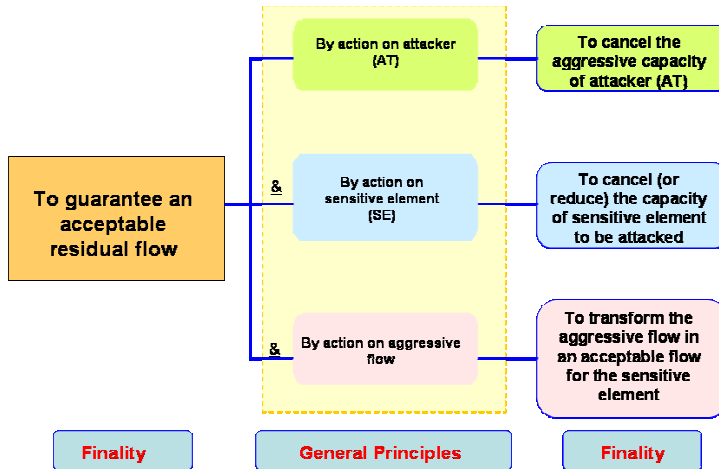 By action on attacker
(AT)
To cancel the
aggressive capacity
of attacker (AT)
To guarantee an
acceptable
residual flow
&
By action on
sensitive element
(SE)
To cancel (or
reduce) the capacity
of sensitive element
to be attacked
&
By action on aggressive
flow
To transform the
aggressive flow in
an acceptable flow
for the sensitive
element
Finality
General Principles
Finality